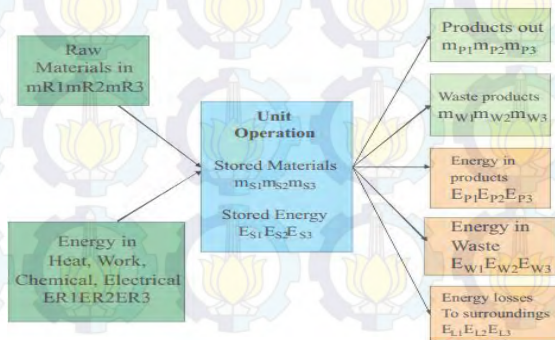 Raw
Materials in
mR1mR2mR3
Energy in
Heat, Work,
Chemical, Electrical
ER1ER2ER3
Unit
Operation
Stored Materials
mS1mS2mS3
Stored Energy
ES1ES2ES3
Products out
mP1mP2mP3
Waste products
mW1mW2mW3
Energy in
products
EP1EP2EP3
Energy in
Waste
EW1EW2EW3
Energy losses
To surroundings
EL1EL2EL3